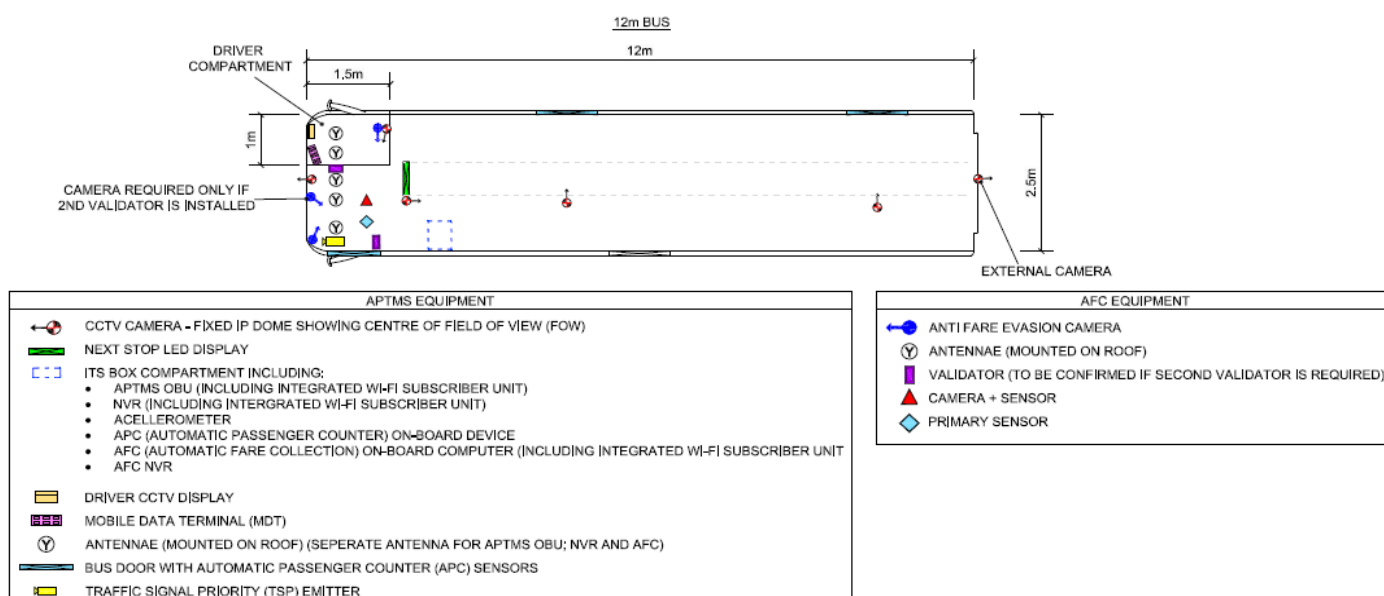 12m BUS
DRIVER
COMPARTMENT
12m
1,5m
1m
2.5m
CAMERA REQUIRED ONLY IF
2ND VALIDATOR IS INSTALLED
EXTERNAL CAMERA
APTMS EQUIPMENT
CCTV CAMERA - FIXED IP DOME SHOWING CENTRE OF FIELD OF VIEW (FOW)
NEXT STOP LED DISPLAY
ITS BOX COMPARTMENT INCLUDING;
• APTMS OBU (INCLUDING INTEGRATED WI-FI SUBSCRIBER UNIT)
• NVR (INCLUDING INTERGRATED WI-FI SUBSCRIBER UNIT)
• ACELLEROMETER
• APC (AUTOMATIC PASSENGER COUNTER) ON-BOARD DEVICE
• AFC (AUTOMATIC FARE COLLECTION) ON-BOARD COMPUTER (INCLUDING INTEGRATED WI-FI SUBSCRIBER UNIT
• AFC NVR
DRIVER CCTV DISPLAY
MOBILE DATA TERMINAL (MDT)
Y ANTENNAE (MOUNTED ON ROOF) (SEPERATE ANTENNA FOR APTMS OBU; NVR AND AFC)
BUS DOOR WITH AUTOMATIC PASSENGER COUNTER (APC) SENSORS
TRAFFIC SIGNAL PRIORITY (TSP) EMITTER
AFC EQUIPMENT
ANTI FARE EVASION CAMERA
Y ANTENNAE (MOUNTED ON ROOF)
VALIDATOR (TO BE CONFIRMED IF SECOND VALIDATOR IS REQUIRED)
CAMERA + SENSOR
PRIMARY SENSOR